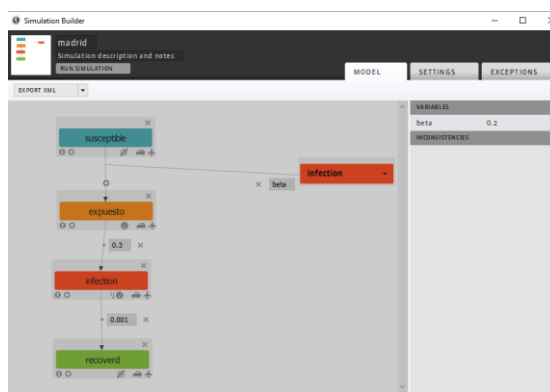 Simulation Builder
madrid
Simulation description and notes
RUN SIMULATION
MODEL SETTINGS EXCEPTIONS
EXPORT XML
VARIABLES
beta 0.2
INCONSISTENCIES
susceptible
infection
beta
expuesto
0.3
infection
0.001
recoverd